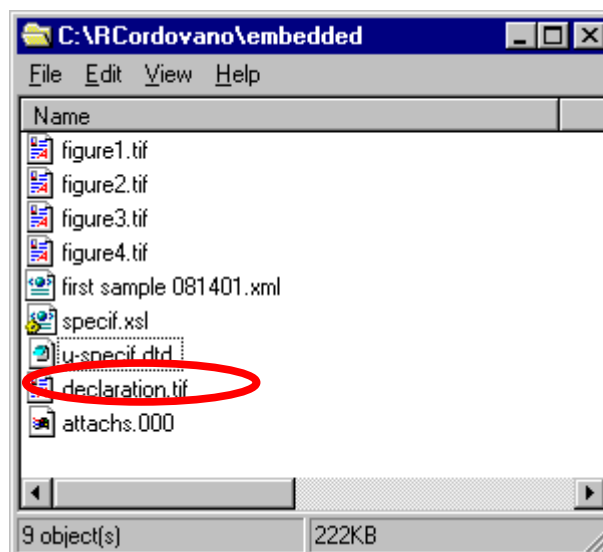 C:\RCordovano\embedded
File Edit View Help
Name
figure1.tif
figure2.tif
figure3.tif
figure4.tif
first sample 081401.xml
specif.xsl
u-specif.dtd
declaration.tif
attachs.000
9 object(s) 222KB